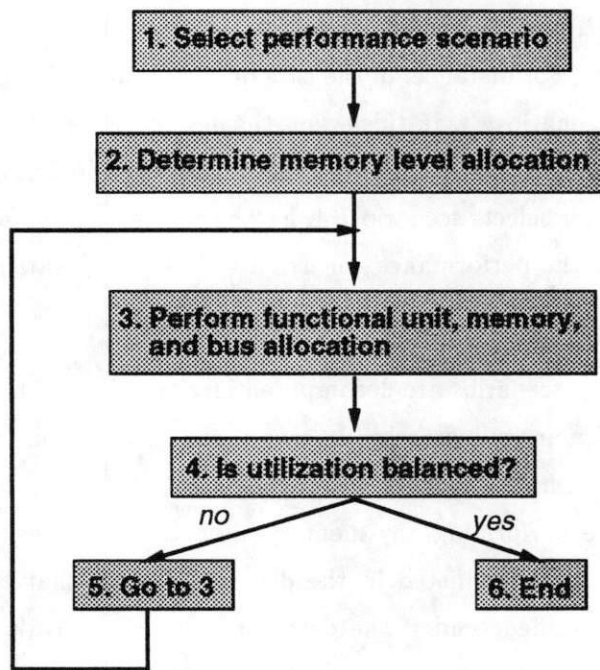 1. Select performance scenario
2. Determine memory level allocation
3. Perform functional unit, memory,
and bus allocation
4. Is utilization balanced?
no
yes
5. Go to 3
6. End